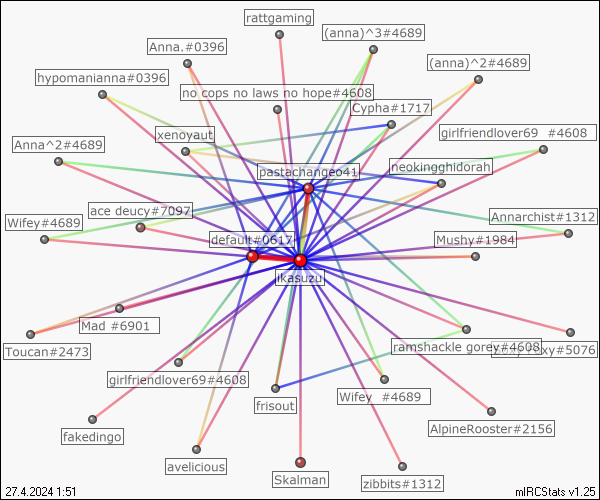 rattgaming
(anna)^3#4689
Anna.#0396
(anna)^2#4689
hypomanianna#0396
no cops no laws no hope#4608
Cypha#1717
girlfriendlover69 #4608
xenoyaut
Anna^2#4689
pastachangeo41
neokingghidorah
ace deucy#7097
Annarchist#1312
Wifey#4689
default#0617
Mushy#1984
ikasuzu
Mad #6901
Toucan#2473
ramshackle gorey#4608
#5076
girlfriendlover69#4608
frisout
Wifey #4689
fakedingo
AlpineRooster#2156
avelicious
Skalman
zibbits#1312
27.4.2024 1:51
mIRCStats v1.25